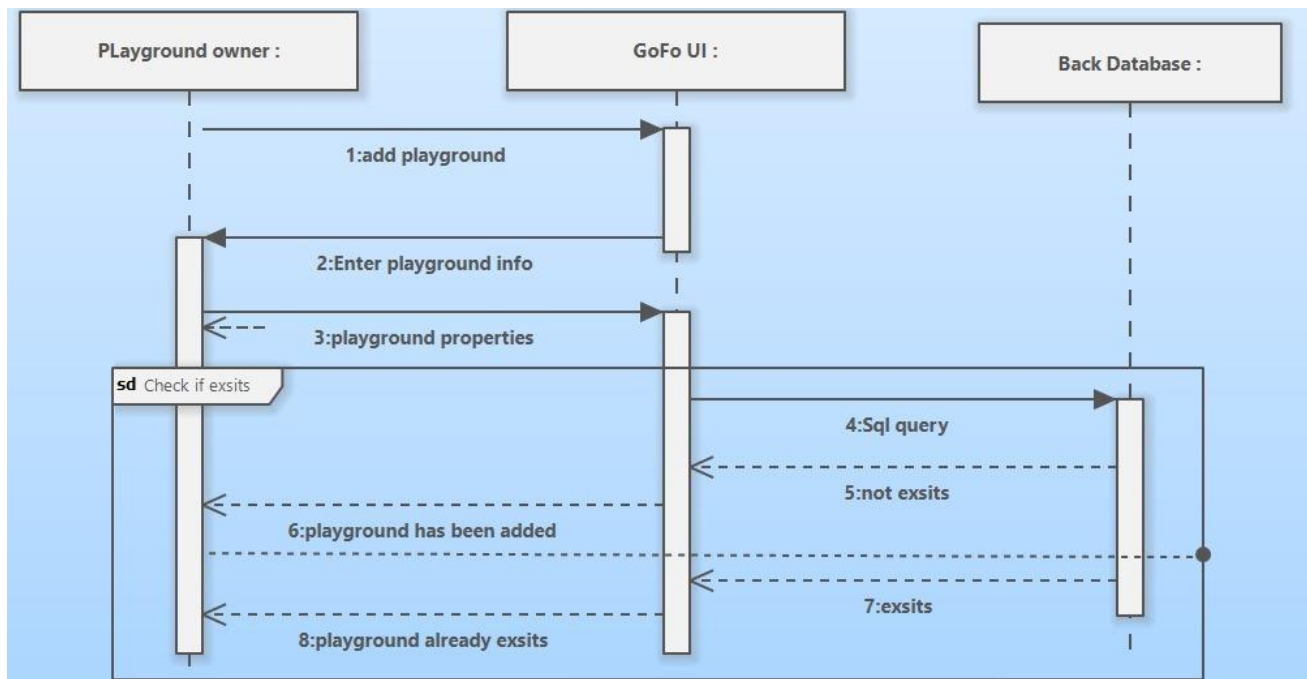 PLayground owner :
GoFo UI :
Back Database :
1:add playground
2:Enter playground info
3:playground properties
sd Check if exsits
4:Sql query
5:not exsits
6:playground has been added
7:exsits
8:playground already exsits